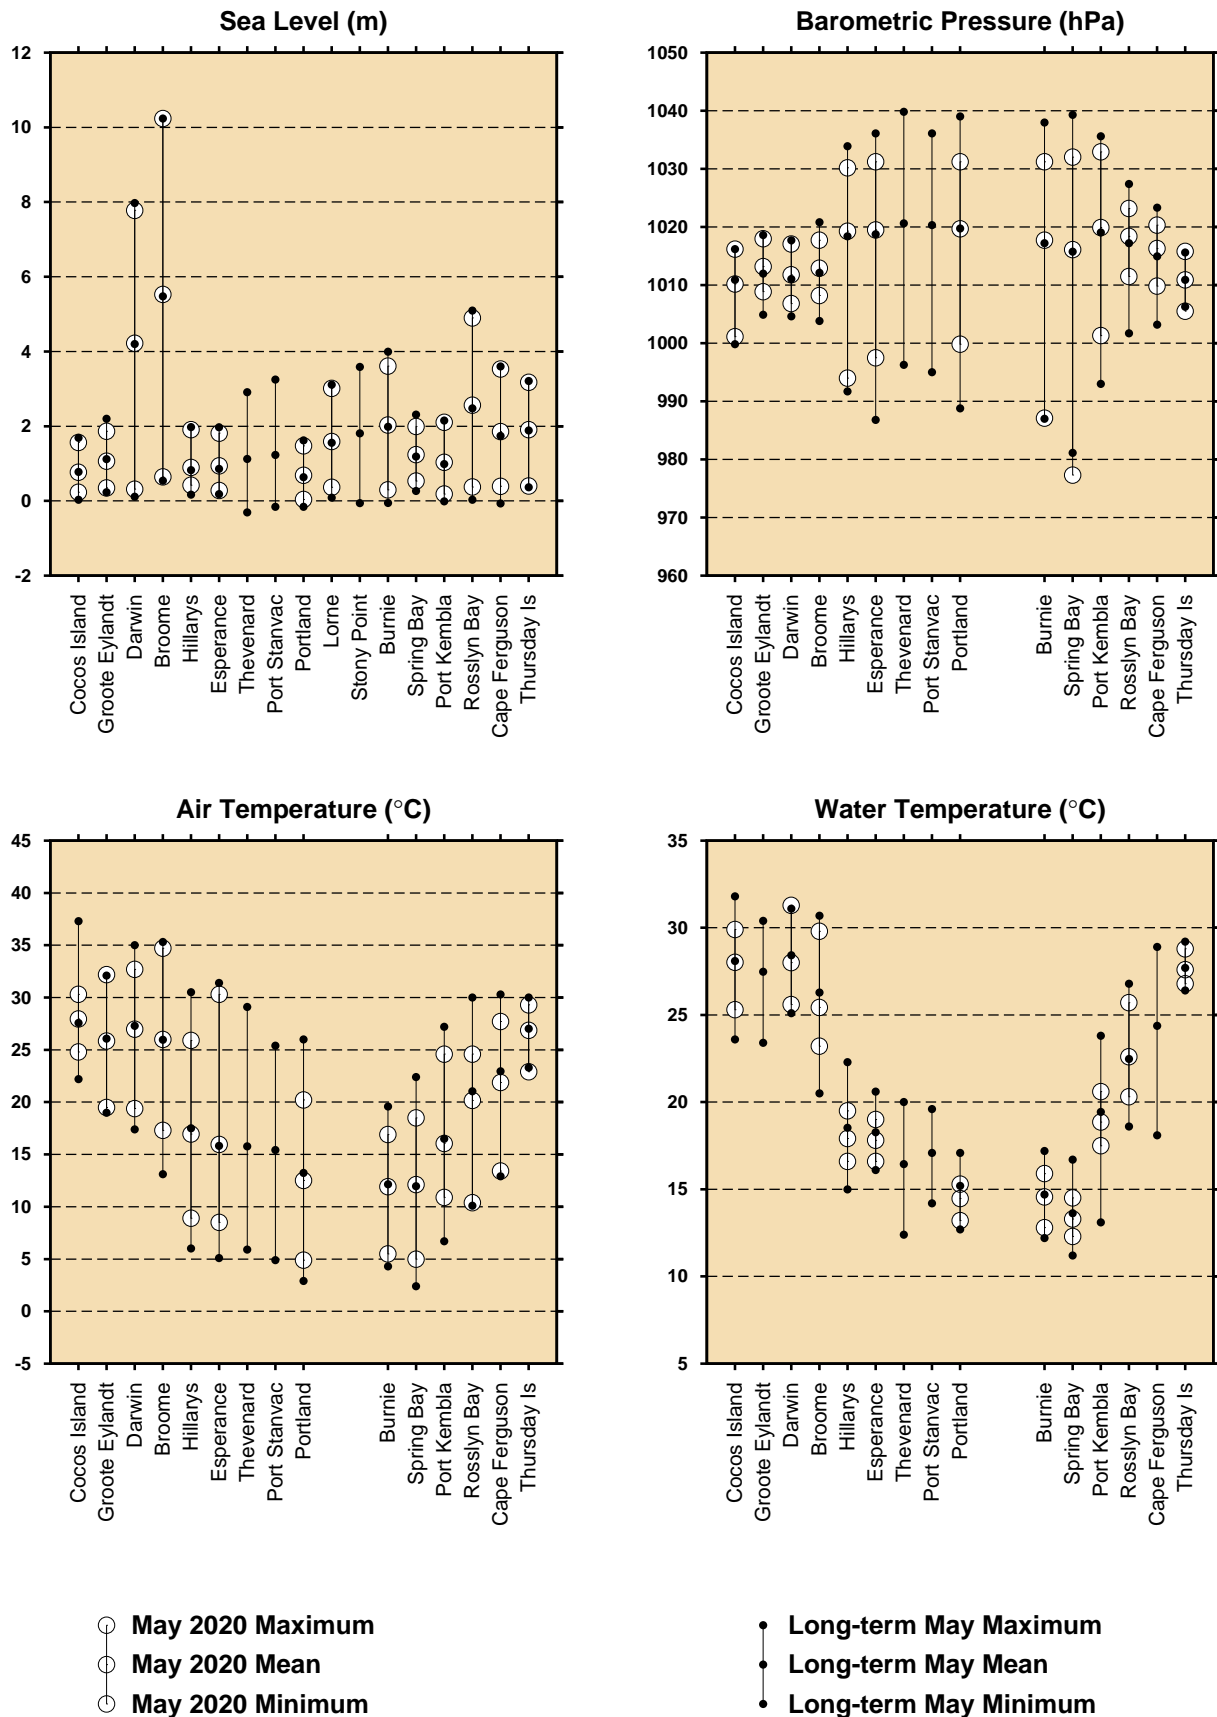 Sea Level (m)
12
10
8
6
4
2
0
-2
Cocos Island
Groote Eylandt
Darwin
Broome
Hillarys
Esperance
Thevenard
Port Stanvac
Portland
Lorne
Stony Point
Burnie
Spring Bay
Port Kembla
Rosslyn Bay
Cape Ferguson
Thursday Is
Barometric Pressure (hPa)
1050
1040
1030
1020
1010
1000
990
980
970
960
Cocos Island
Groote Eylandt
Darwin
Broome
Hillarys
Esperance
Thevenard
Port Stanvac
Portland
Burnie
Spring Bay
Port Kembla
Rosslyn Bay
Cape Ferguson
Thursday Is
Air Temperature (°C)
45
40
35
30
25
20
15
10
5
0
-5
Cocos Island
Groote Eylandt
Darwin
Broome
Hillarys
Esperance
Thevenard
Port Stanvac
Portland
Burnie
Spring Bay
Port Kembla
Rosslyn Bay
Cape Ferguson
Thursday Is
Water Temperature (°C)
35
30
25
20
15
10
5
Cocos Island
Groote Eylandt
Darwin
Broome
Hillarys
Esperance
Thevenard
Port Stanvac
Portland
Burnie
Spring Bay
Port Kembla
Rosslyn Bay
Cape Ferguson
Thursday Is
May 2020 Maximum
May 2020 Mean
May 2020 Minimum
Long-term May Maximum
Long-term May Mean
Long-term May Minimum